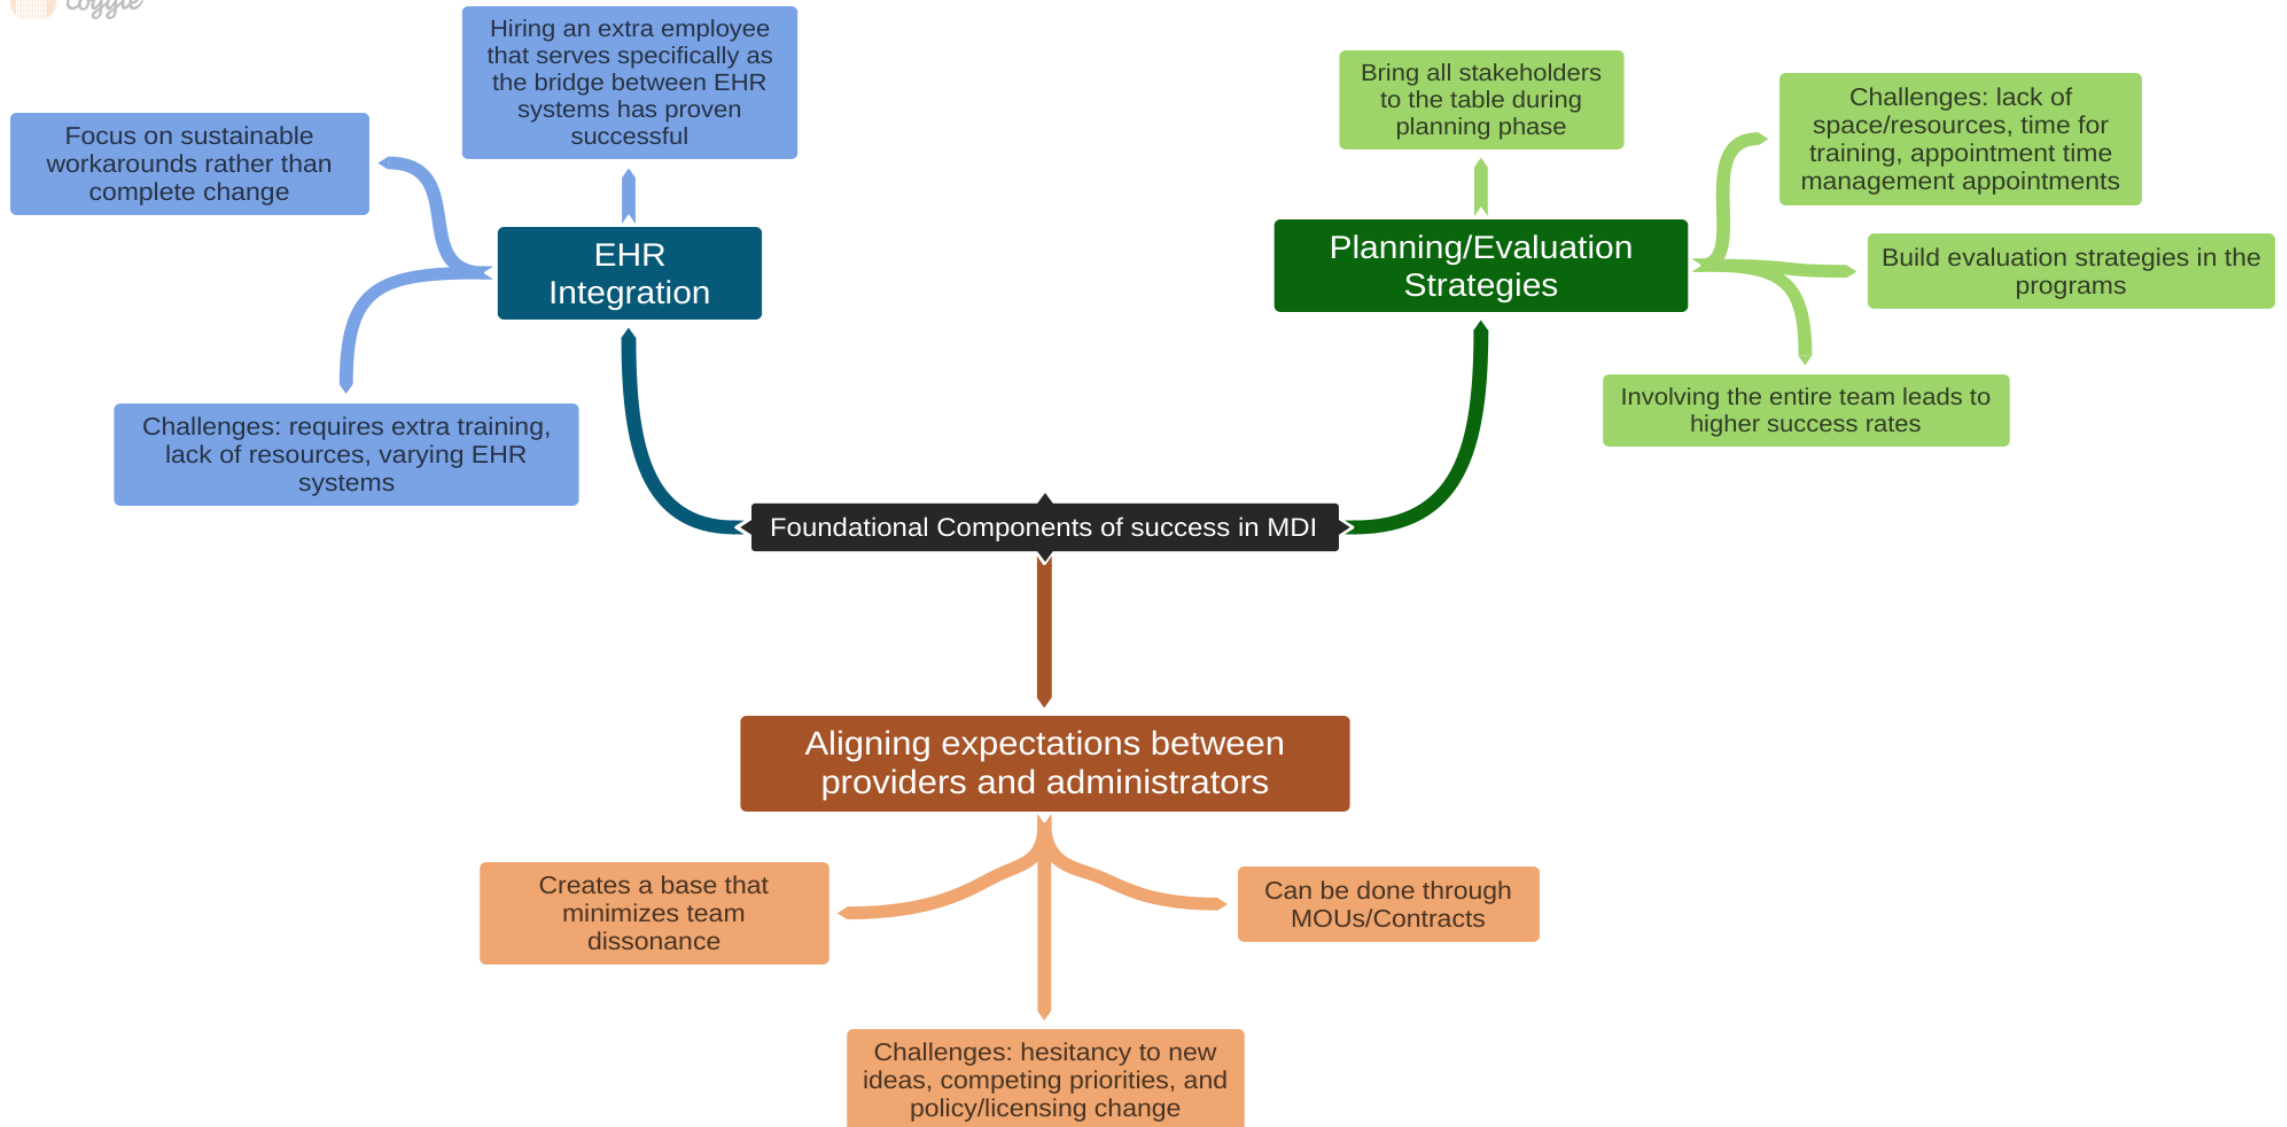 coggle
Hiring an extra employee
that serves specifically as
the bridge between EHR
systems has proven
successful
Focus on sustainable
workarounds rather than
complete change
EHR
Integration
Challenges: requires extra training,
lack of resources, varying EHR
systems
Bring all stakeholders
to the table during
planning phase
Challenges: lack of
space/resources, time for
training, appointment time
management appointments
Planning/Evaluation
Strategies
Build evaluation strategies in the
programs
Involving the entire team leads to
higher success rates
Foundational Components of success in MDI
Aligning expectations between
providers and administrators
Creates a base that
minimizes team
dissonance
Can be done through
MOUs/Contracts
Challenges: hesitancy to new
ideas, competing priorities, and
policy/licensing change